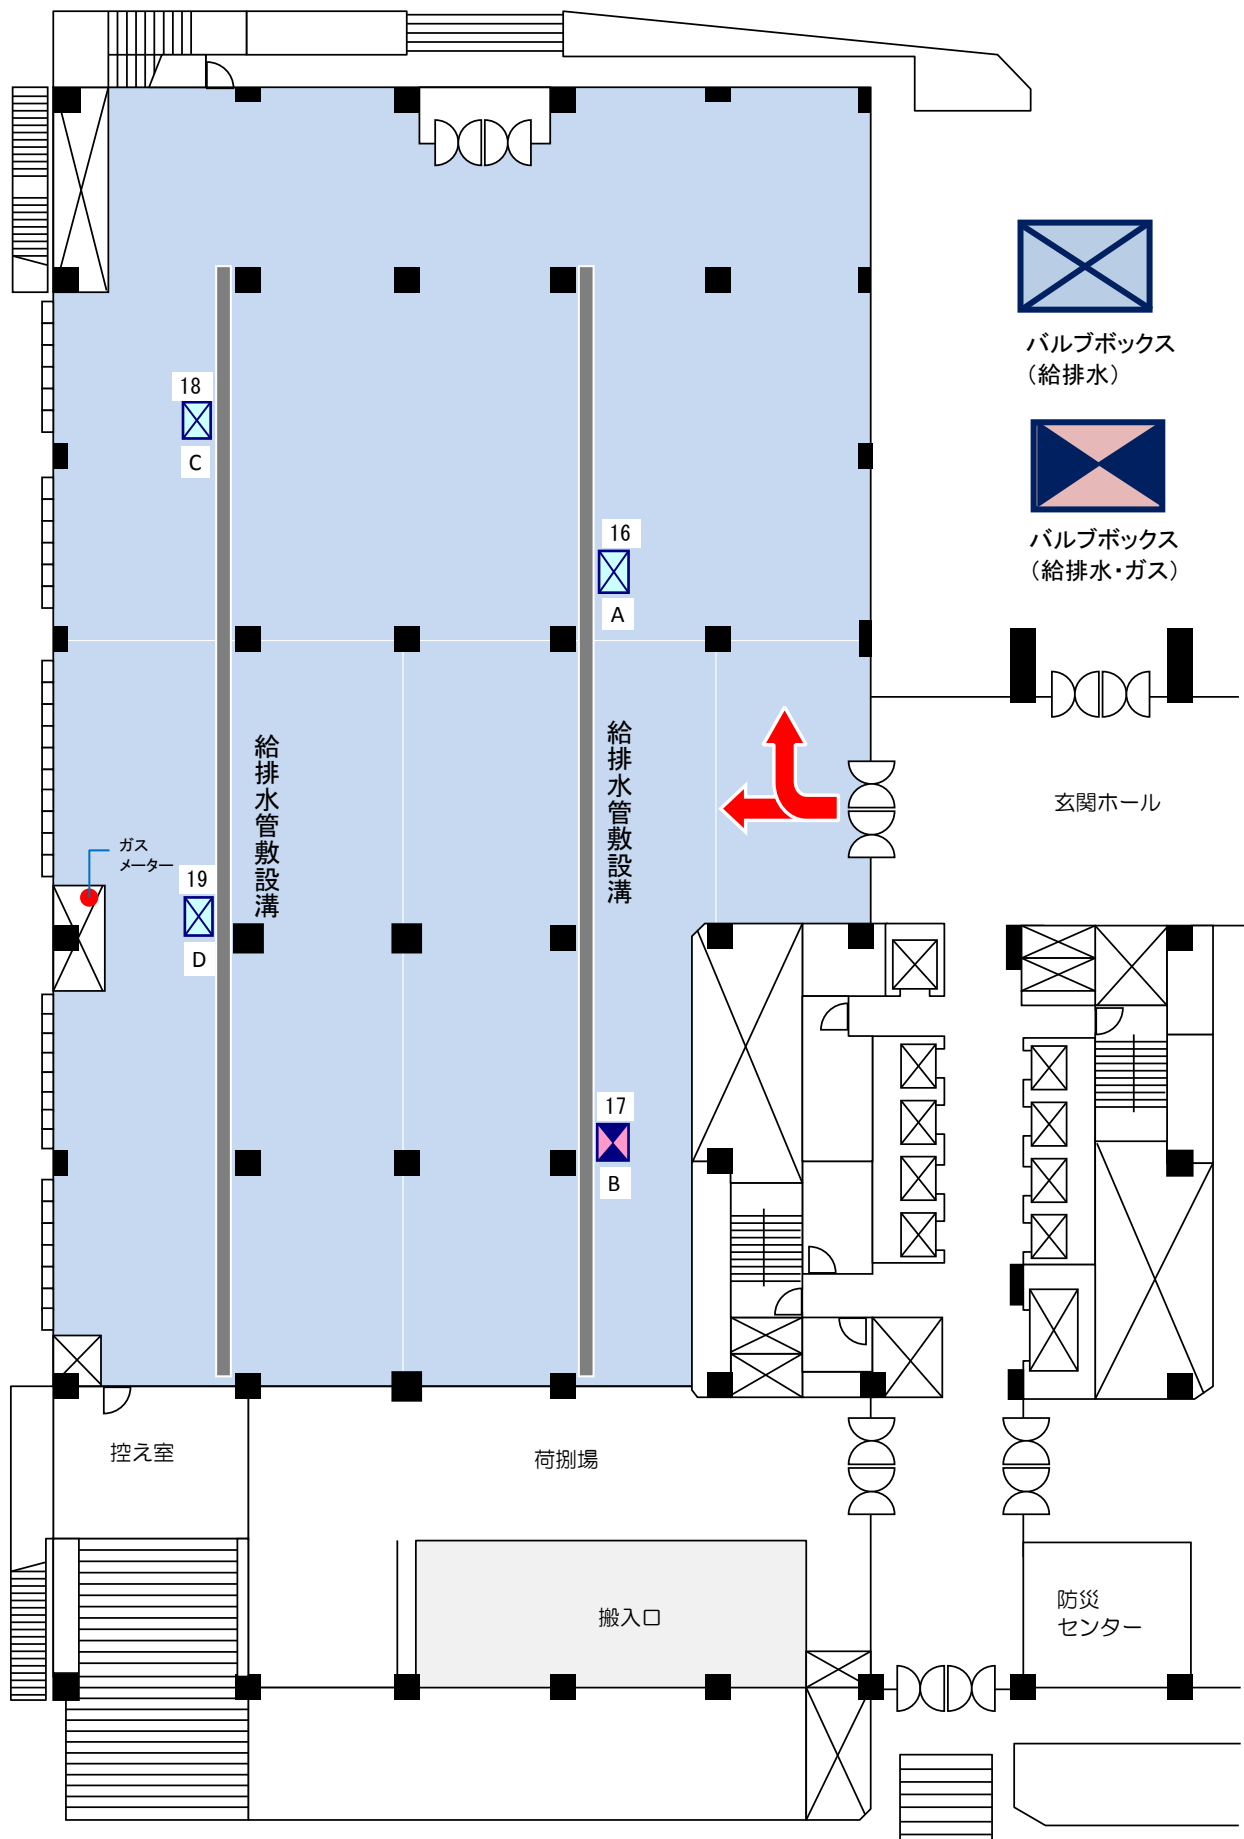 バルブボックス
（給排水）
18
C
バルブボックス
（給排水・ガス）
16
A
給排水管敷設溝
給排水管敷設溝
玄関ホール
ガス
メーター
19
D
17
B
控え室
荷捌場
搬入口
防災
センター